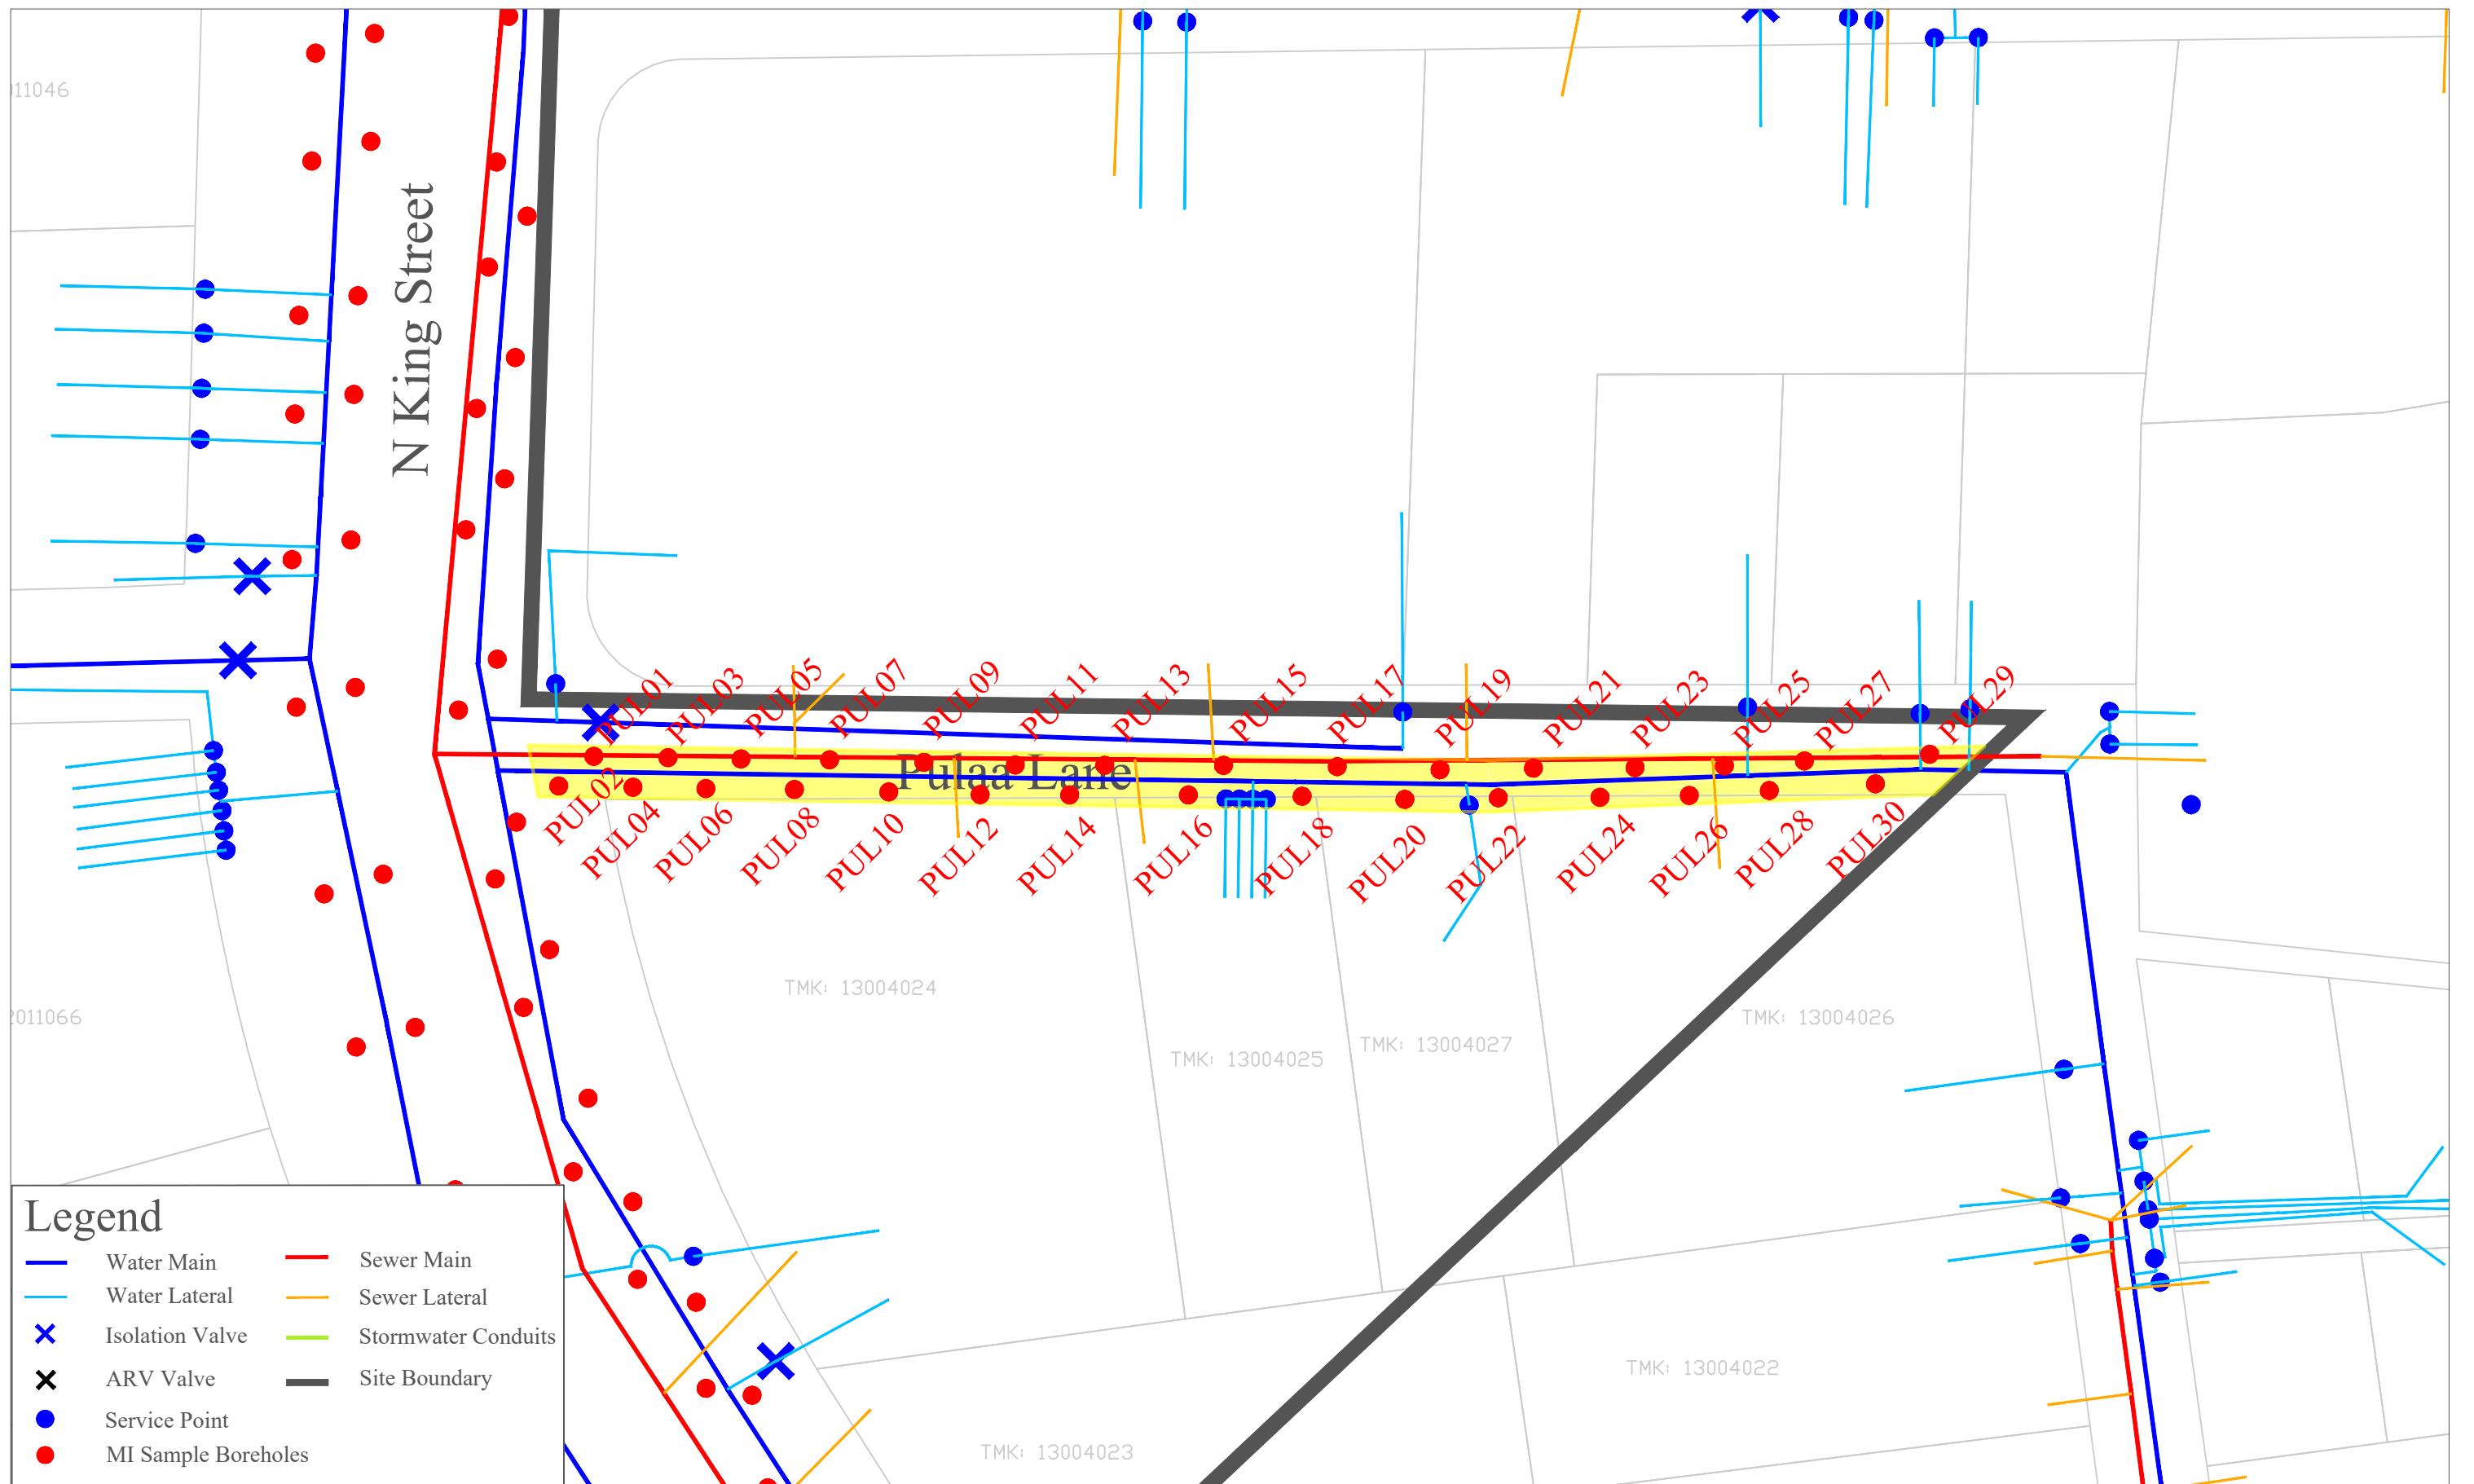 11046
N King Street
PUL01
PUL03
PUL05
PUL07
PUL09
PUL11
PUL13
PUL15
PUL17
PUL19
PUL21
PUL23
PUL25
PUL27
PUL29
Pulaa Lane
PUL02
PUL04
PUL06
PUL08
PUL10
PUL12
PUL14
PUL16
PUL18
PUL20
PUL22
PUL24
PUL26
PUL28
PUL30
TMK: 13004024
2011066
TMK: 13004025
TMK: 13004027
TMK: 13004026
TMK: 13004022
TMK: 13004023
Legend
Water Main
Sewer Main
Water Lateral
Sewer Lateral
Isolation Valve
Stormwater Conduits
ARV Valve
Site Boundary
Service Point
MI Sample Boreholes